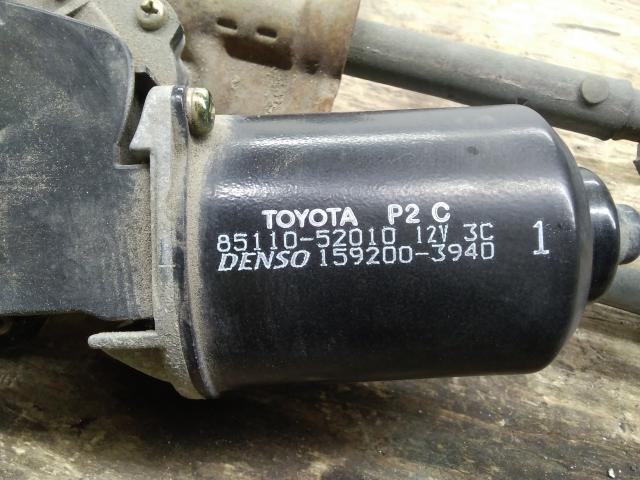 TOYOTA P2 C
85110-52010 12V 3C
DENSO 159200-3940
1